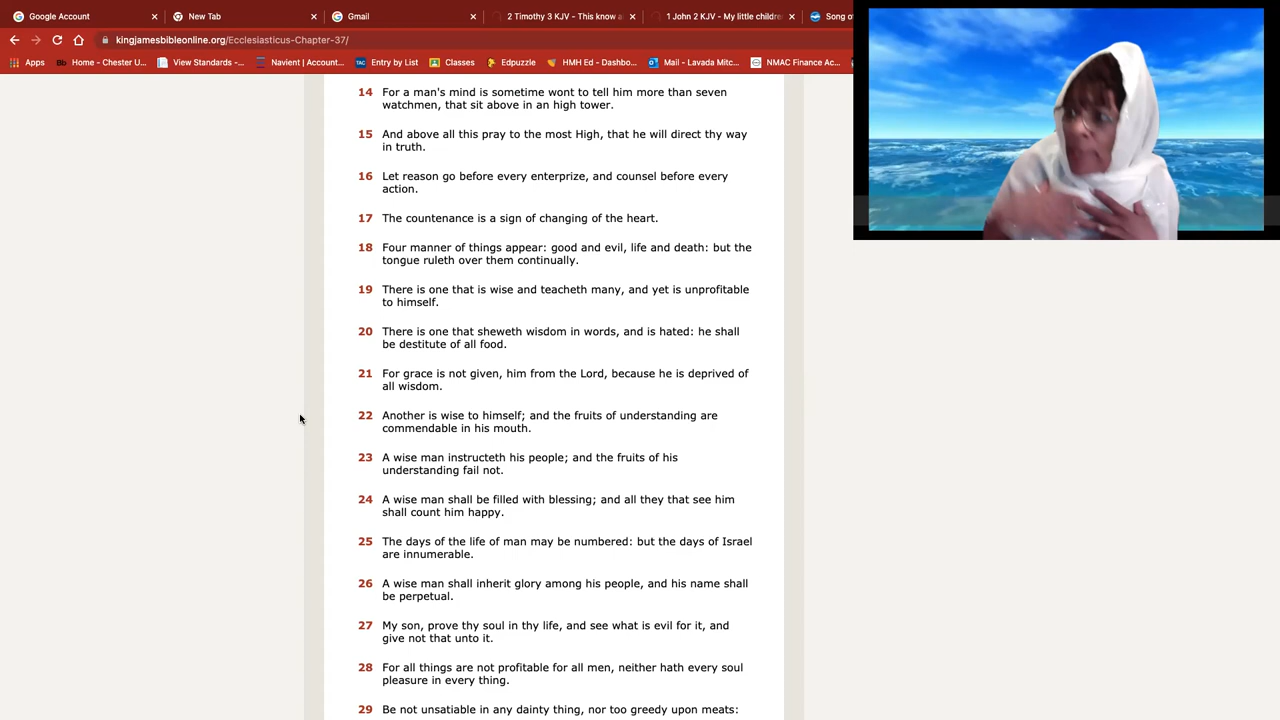 Google Account
New Tab
Gmail
2 Timothy 3 KJV - This know a
1 John 2 KJV - My little childre
Song o
kingjamesbibleonline.org/Ecclesiasticus-Chapter-37/
Apps
Home - Chester U...
View Standards -...
Navient | Account...
Entry by List
Classes
Edpuzzle
HMH Ed - Dashbo...
Mail - Lavada Mitc...
NMAC Finance Ac...
14 For a man's mind is sometime wont to tell him more than seven
watchmen, that sit above in an high tower.
15 And above all this pray to the most High, that he will direct thy way
in truth.
16 Let reason go before every enterprize, and counsel before every
action.
17 The countenance is a sign of changing of the heart.
18 Four manner of things appear: good and evil, life and death: but the
tongue ruleth over them continually.
19 There is one that is wise and teacheth many, and yet is unprofitable
to himself.
20 There is one that sheweth wisdom in words, and is hated: he shall
be destitute of all food.
21 For grace is not given, him from the Lord, because he is deprived of
all wisdom.
22 Another is wise to himself; and the fruits of understanding are
commendable in his mouth.
23 A wise man instructeth his people; and the fruits of his
understanding fail not.
24 A wise man shall be filled with blessing; and all they that see him
shall count him happy.
25 The days of the life of man may be numbered: but the days of Israel
are innumerable.
26 A wise man shall inherit glory among his people, and his name shall
be perpetual.
27 My son, prove thy soul in thy life, and see what is evil for it, and
give not that unto it.
28 For all things are not profitable for all men, neither hath every soul
pleasure in every thing.
29 Be not unsatiable in any dainty thing, nor too greedy upon meats: